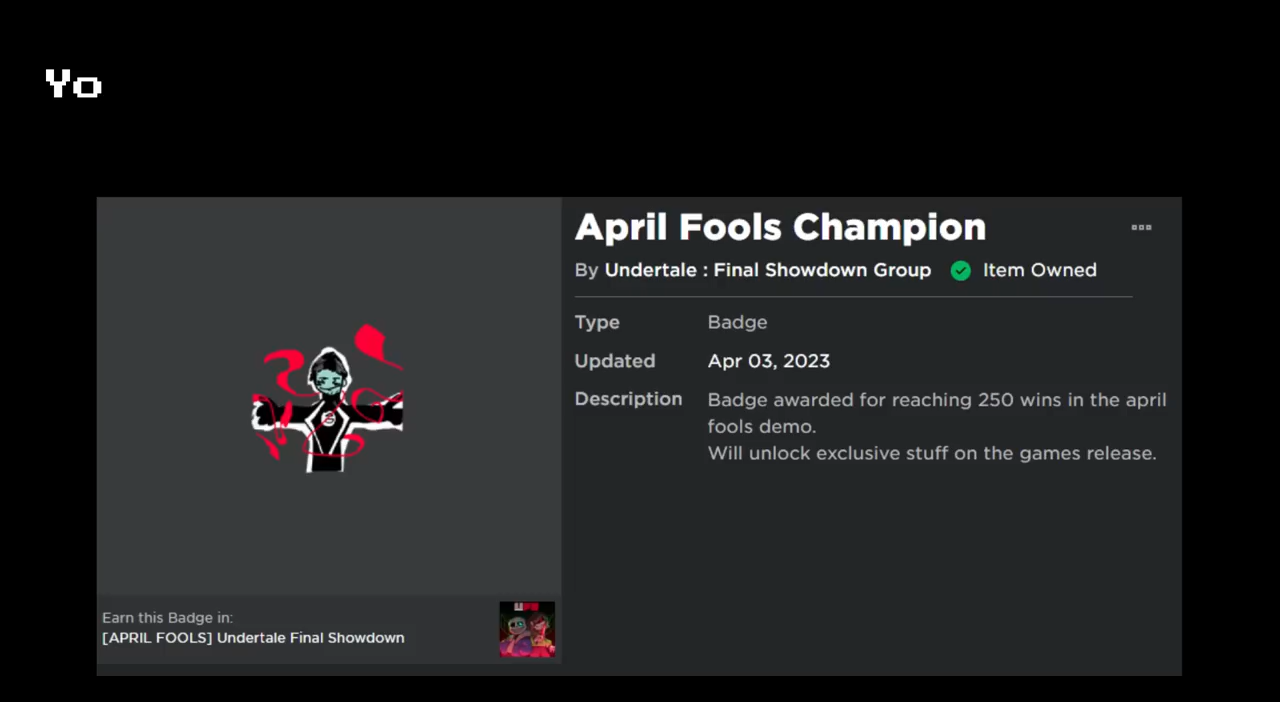 Yo
April Fools Champion
By Undertale : Final Showdown Group Item Owned
Type Badge
Updated Apr 03, 2023
Description Badge awarded for reaching 250 wins in the april
fools demo.
Will unlock exclusive stuff on the games release.
Earn this Badge in:
[APRIL FOOLS] Undertale Final Showdown